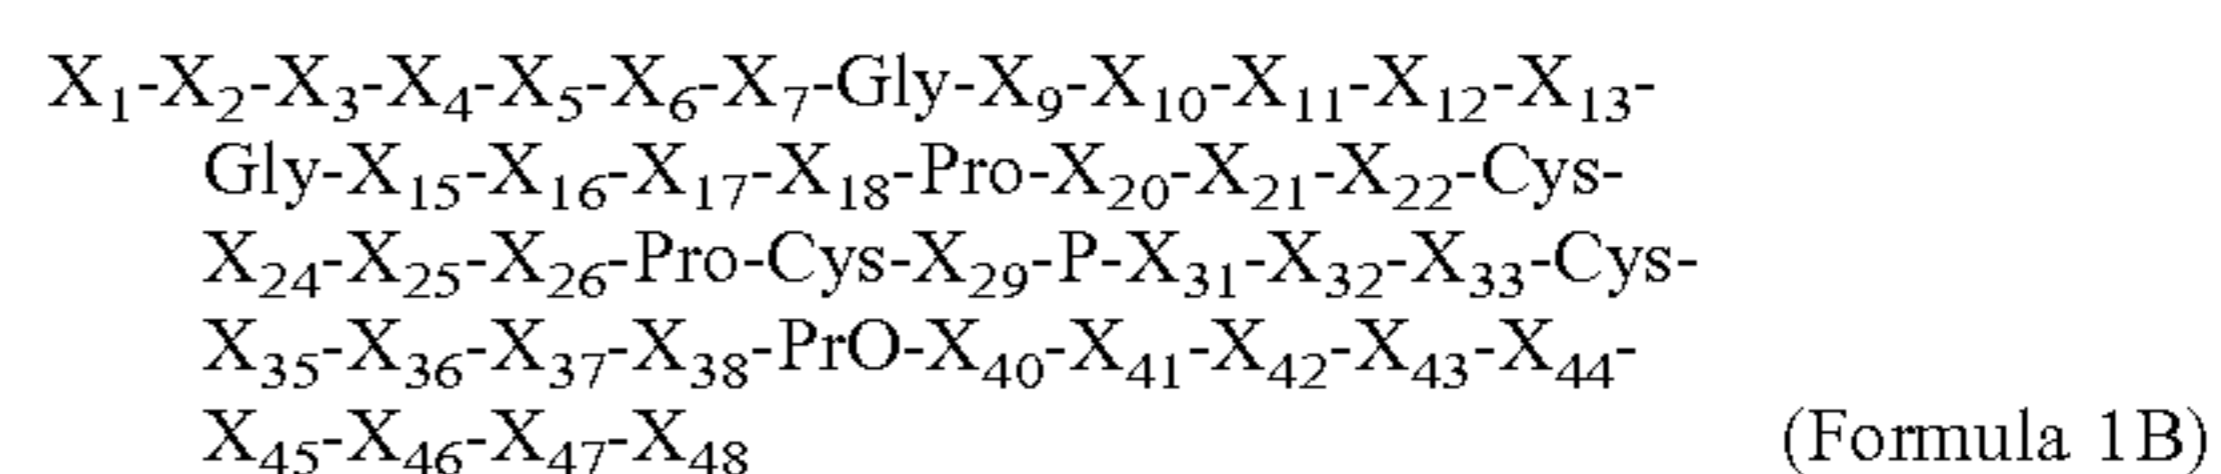 X₁-X₂-X₃-X₄-X₅-X₆-X₇-Gly-X₉-X₁₀-X₁₁-X₁₂-X₁₃-
Gly-X₁₅-X₁₆-X₁₇-X₁₈-Pro-X₂₀-X₂₁-X₂₂-Cys-
X₂₄-X₂₅-X₂₆-Pro-Cys-X₂₉-P-X₃₁-X₃₂-X₃₃-Cys-
X₃₅-X₃₆-X₃₇-X₃₈-PrO-X₄₀-X₄₁-X₄₂-X₄₃-X₄₄-
X₄₅-X₄₆-X₄₇-X₄₈ (Formula 1B)